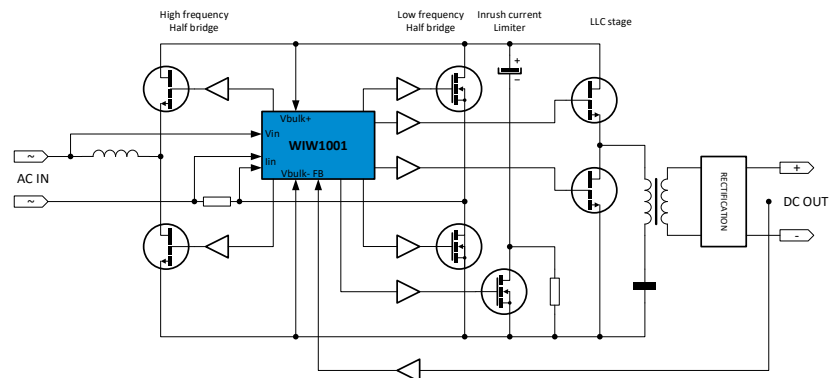 High frequency
Half bridge
Low frequency
Half bridge
Inrush current
Limiter
LLC stage
+
−
Vbulk+
WIW1001
Vin
Iin
Vbulk- FB
~
AC IN
~
RECTIFICATION
+
DC OUT
-